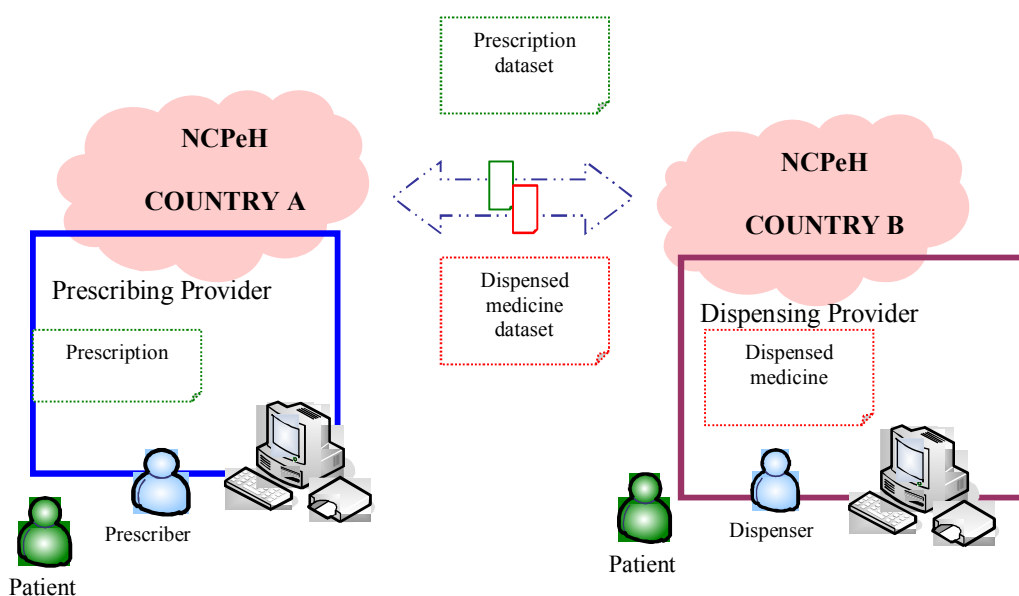 Prescription
dataset
NCPeH
COUNTRY A
NCPeH
COUNTRY B
Prescribing Provider
Prescription
Dispensed
medicine
dataset
Dispensing Provider
Dispensed
medicine
Prescriber
Patient
Dispenser
Patient